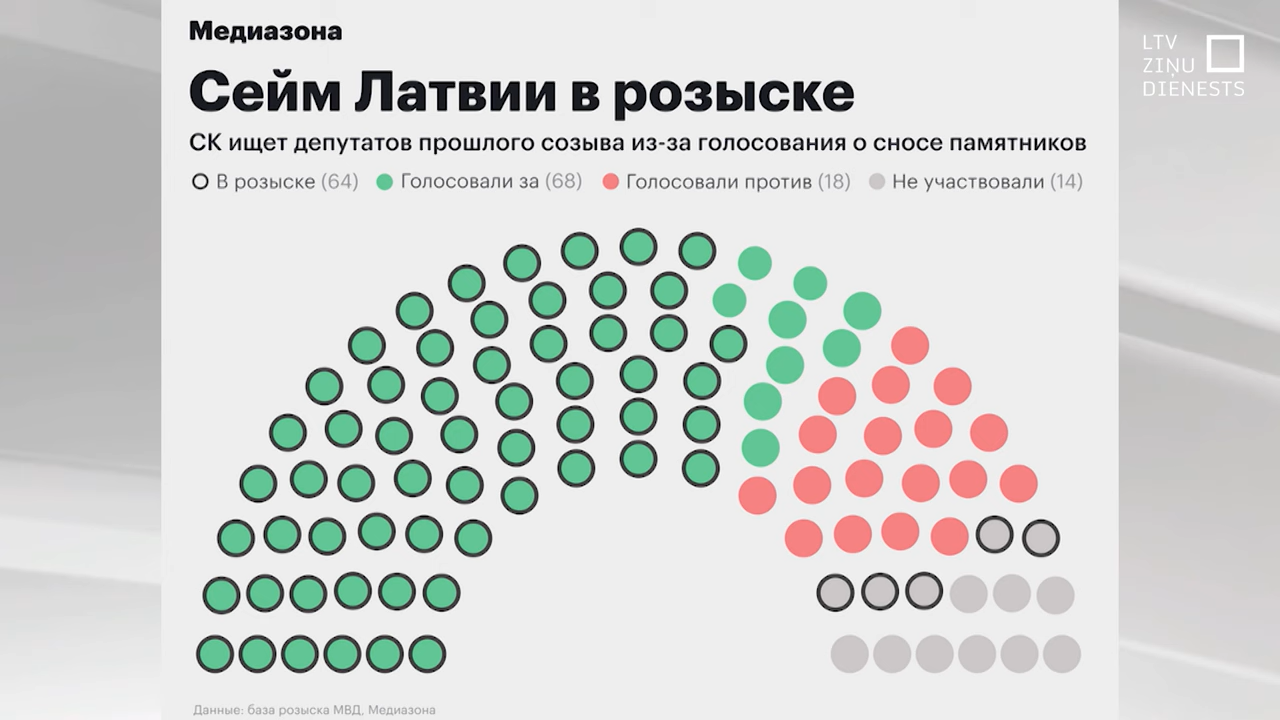 Медиазона
Сейм Латвии в розыске
СК ищет депутатов прошлого созыва из-за голосования о сносе памятников
В розыске (64) Голосовали за (68) Голосовали против (18) Не участвовали (14)
LTV
ZIŅU
DIENESTS
Данные: база розыска МВД, Медиазона